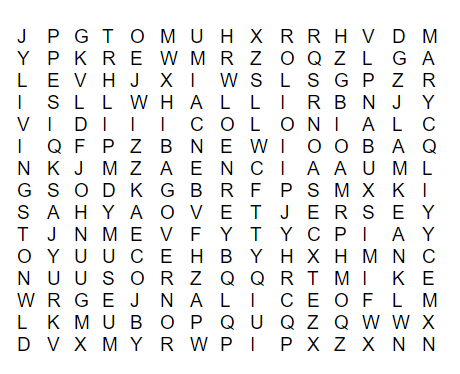 J P G T O M U H X R R H V D M
Y P K R E W M R Z O Q Z L G A
L E V H J X I W S L S G P Z R
I S L L W H A L L I R B N J Y
V I D I I I C O L O N I A L C
I Q F P Z B N E W I O O B A Q
N K J M Z A E N C I A A U M L
G S O D K G B R F P S M X K I
S A H Y A O V E T J E R S E Y
T J N M E V F Y T Y C P I A Y
O Y U U C E H B Y H X H M N C
N U U S O R Z Q Q R T M I K E
W R G E J N A L I C E O F L M
L K M U B O P Q U Q Z Q W W X
D V X M Y R W P I P X Z X N N